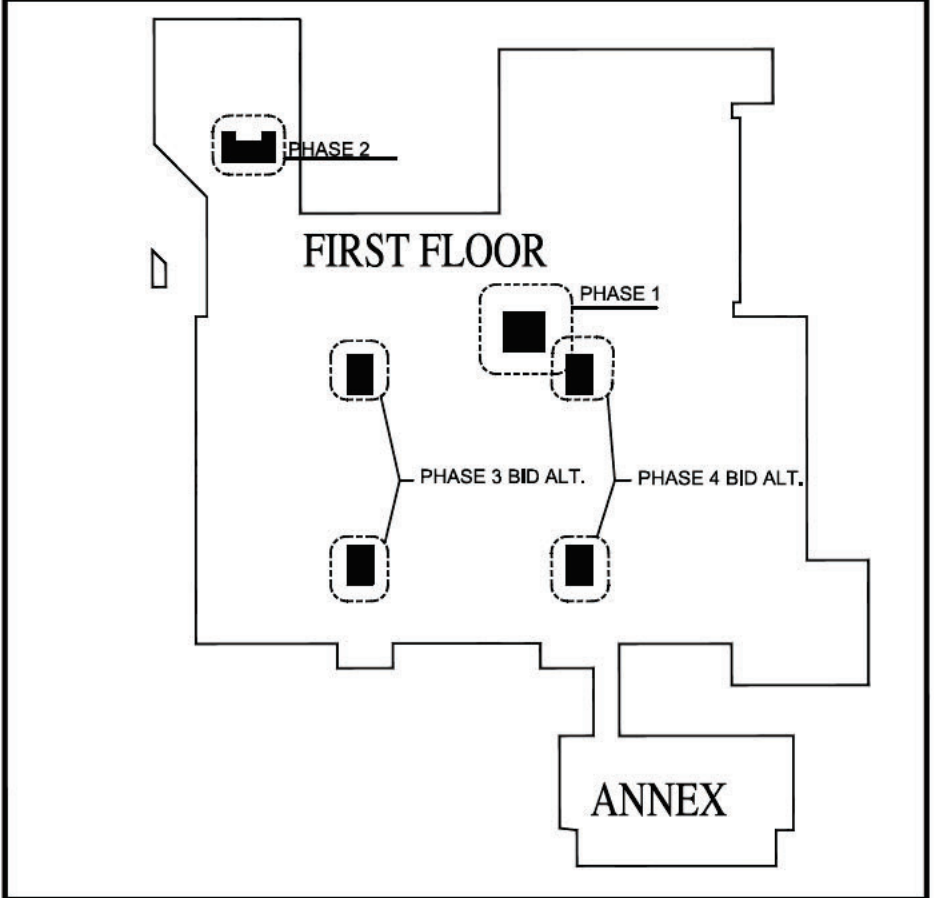 PHASE 2
FIRST FLOOR
PHASE 1
PHASE 3 BID ALT.
PHASE 4 BID ALT.
ANNEX